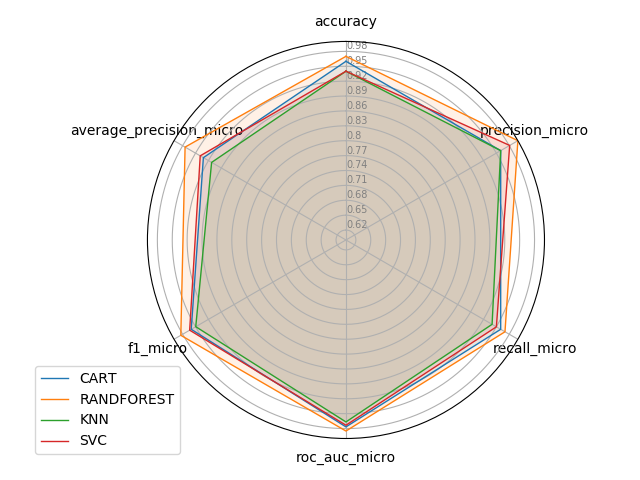 accuracy
0.98
0.95
0.92
0.89
0.86
0.83
0.8
0.77
0.74
0.71
0.68
0.65
0.62
average_precision_micro
precision_micro
f1_micro
recall_micro
roc_auc_micro
CART
RANDFOREST
KNN
SVC